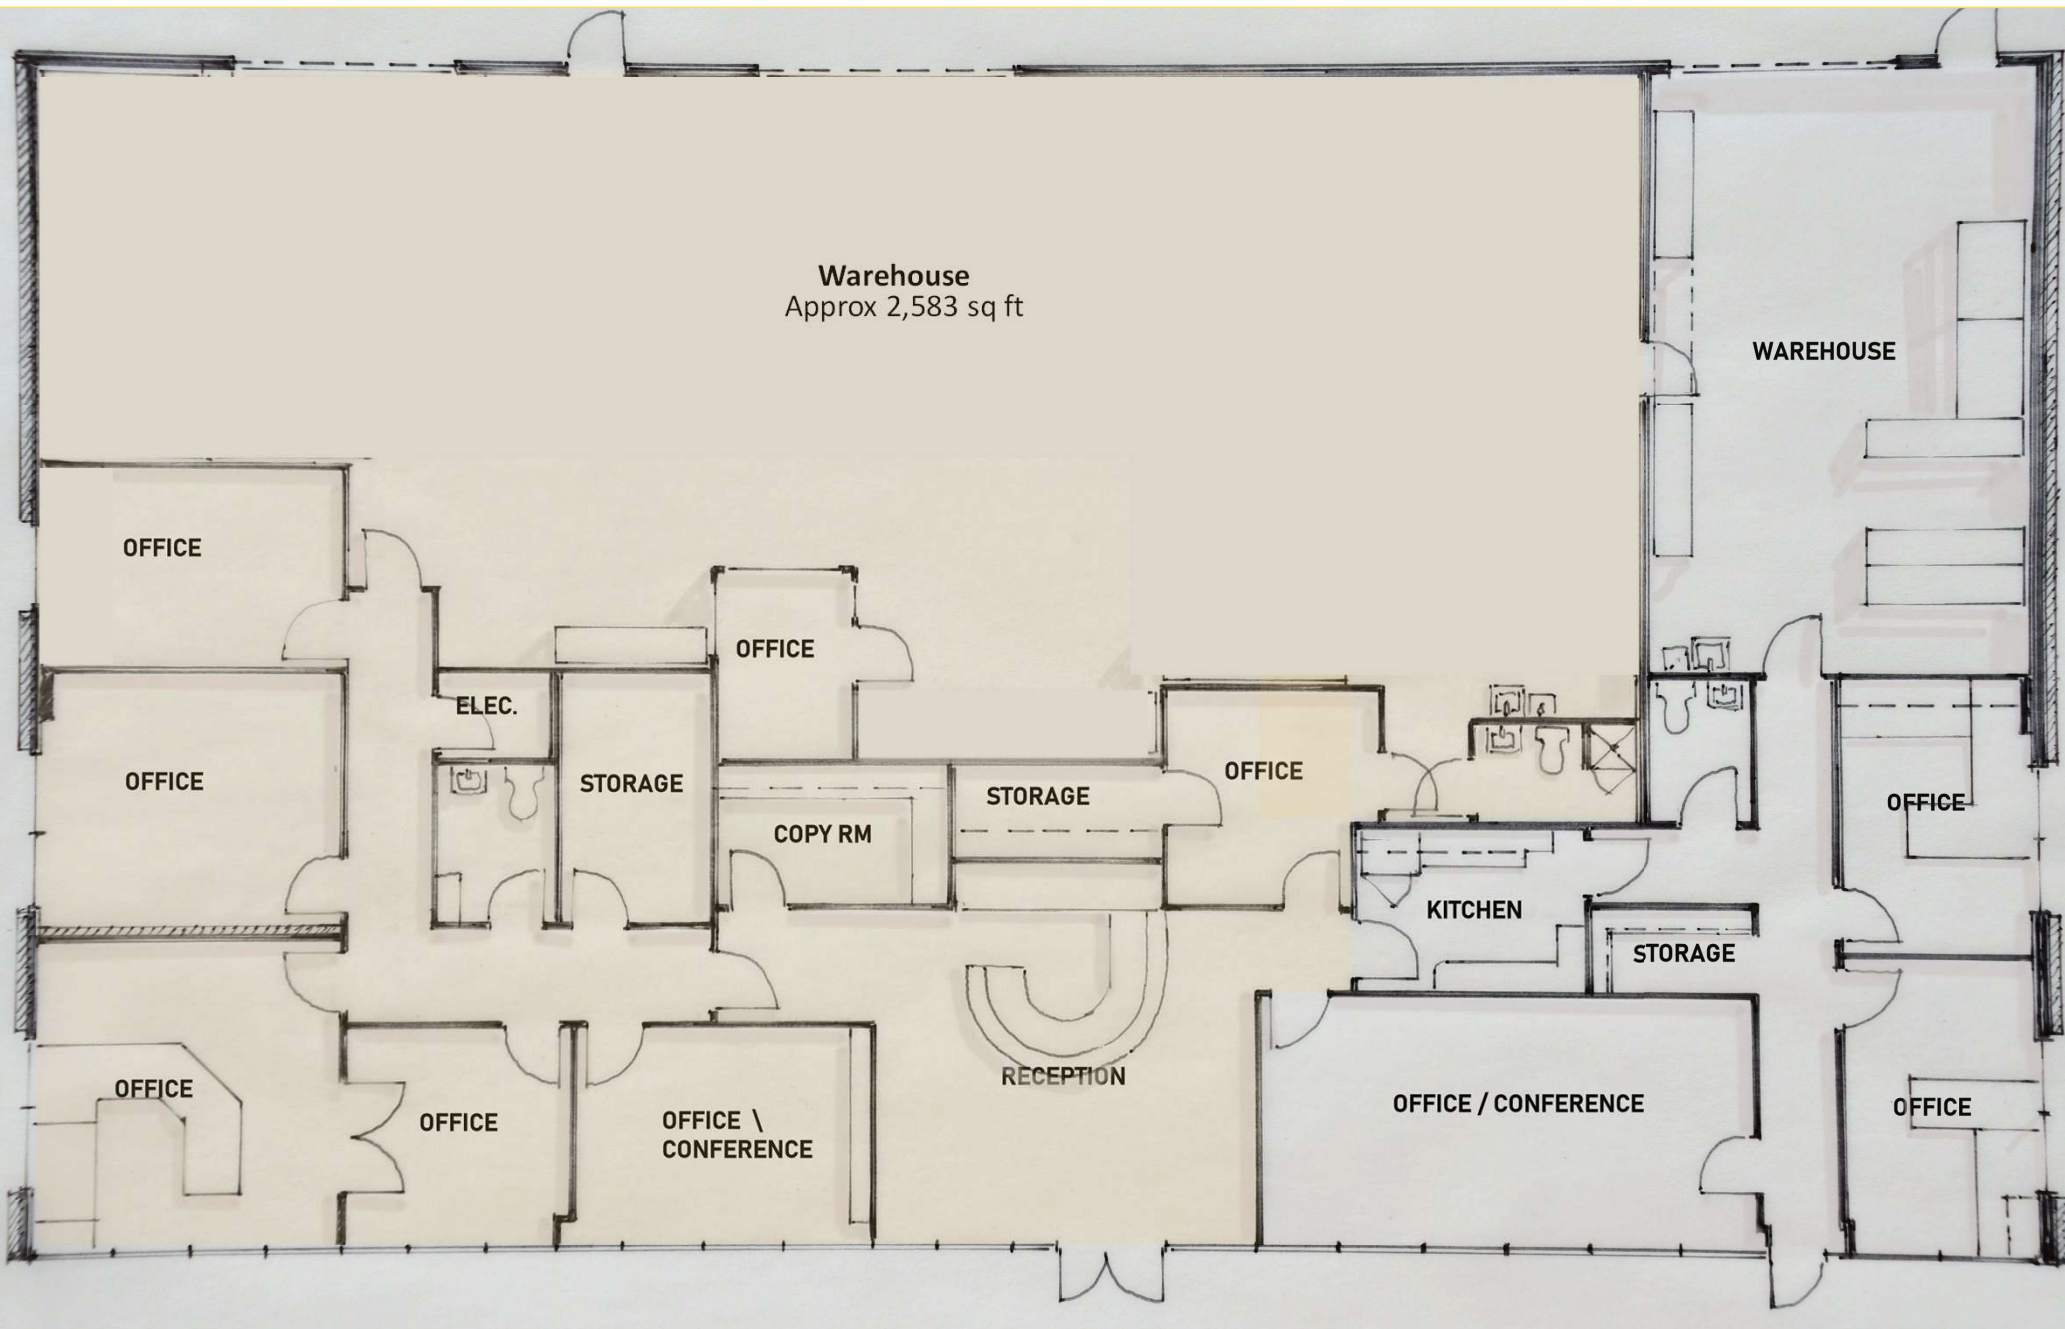 Warehouse
Approx 2,583 sq ft
WAREHOUSE
OFFICE
OFFICE
ELEC.
OFFICE
STORAGE
OFFICE
STORAGE
COPY RM
OFFICE
OFFICE
KITCHEN
STORAGE
RECEPTION
OFFICE
OFFICE
OFFICE \
CONFERENCE
OFFICE / CONFERENCE
OFFICE